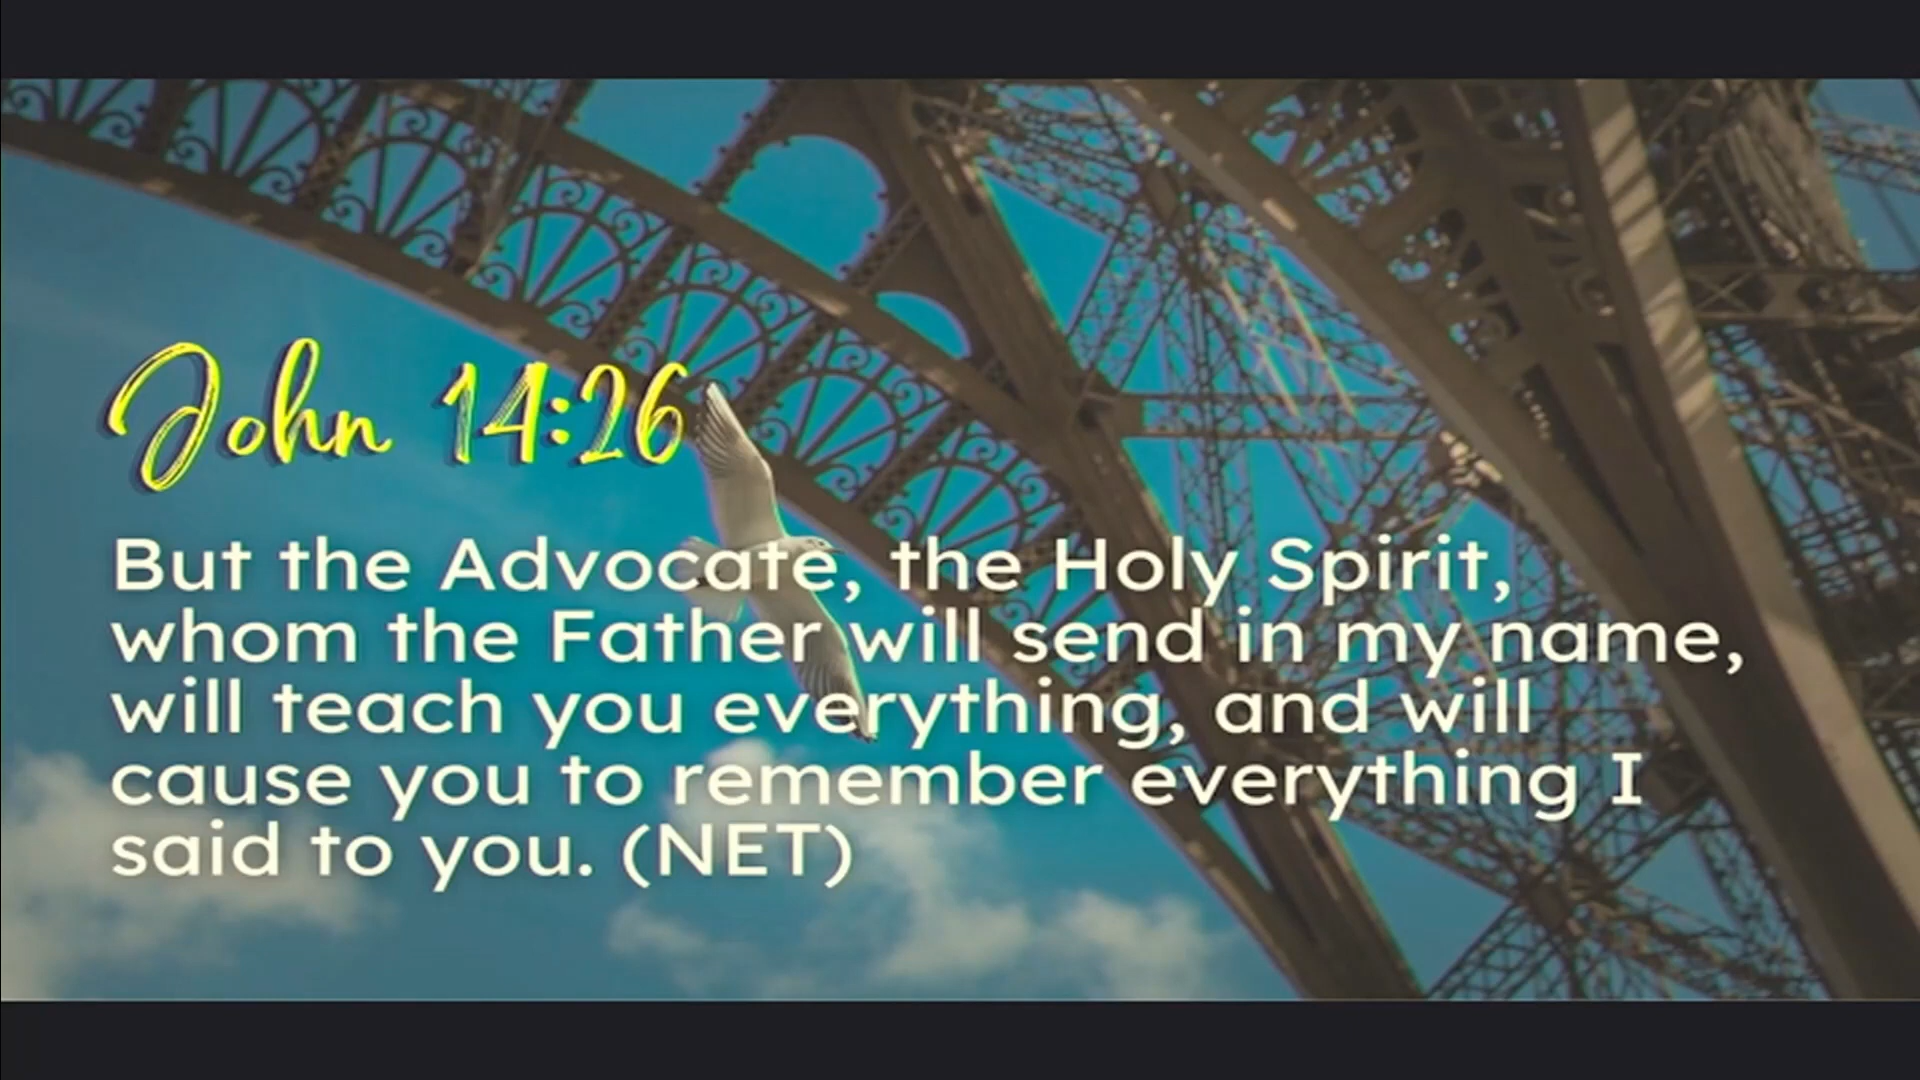 John 14:26
But the Advocate, the Holy Spirit,
whom the Father will send in my name,
will teach you everything, and will
cause you to remember everything I
said to you. (NET)